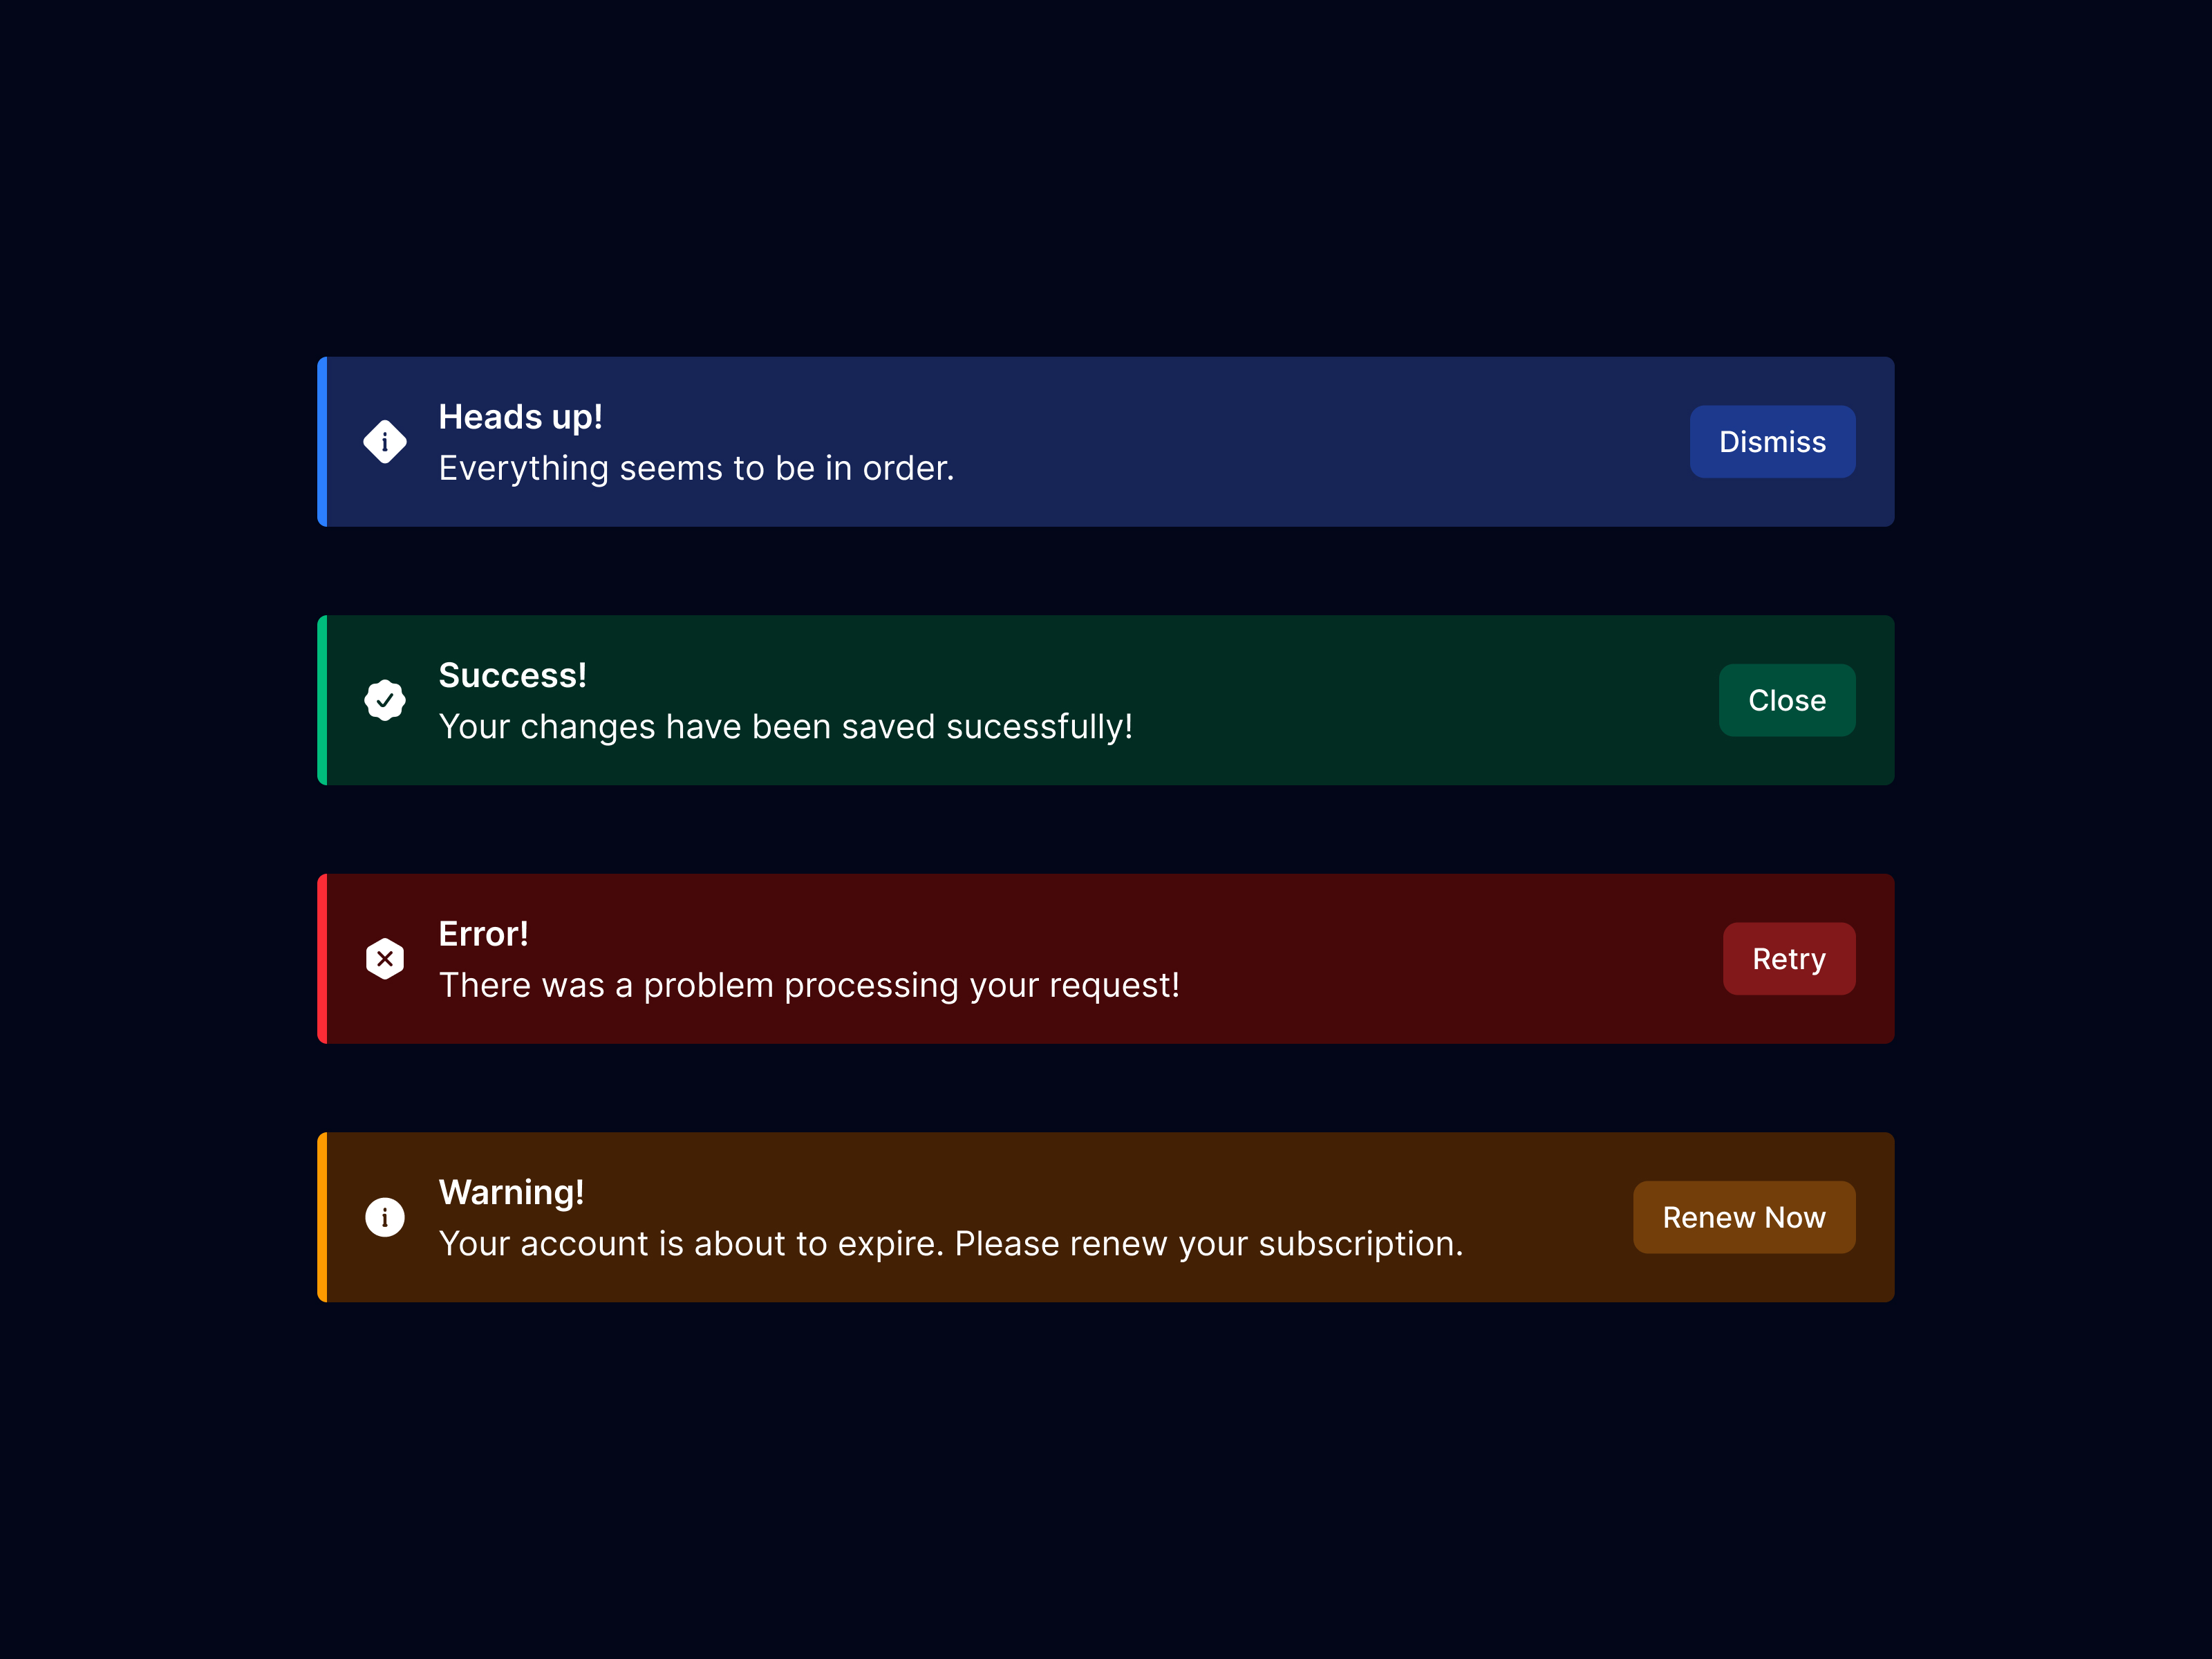 Heads up!
Everything seems to be in order.
Dismiss
Success!
Your changes have been saved sucessfully!
Close
Error!
There was a problem processing your request!
Retry
Warning!
Your account is about to expire. Please renew your subscription.
Renew Now